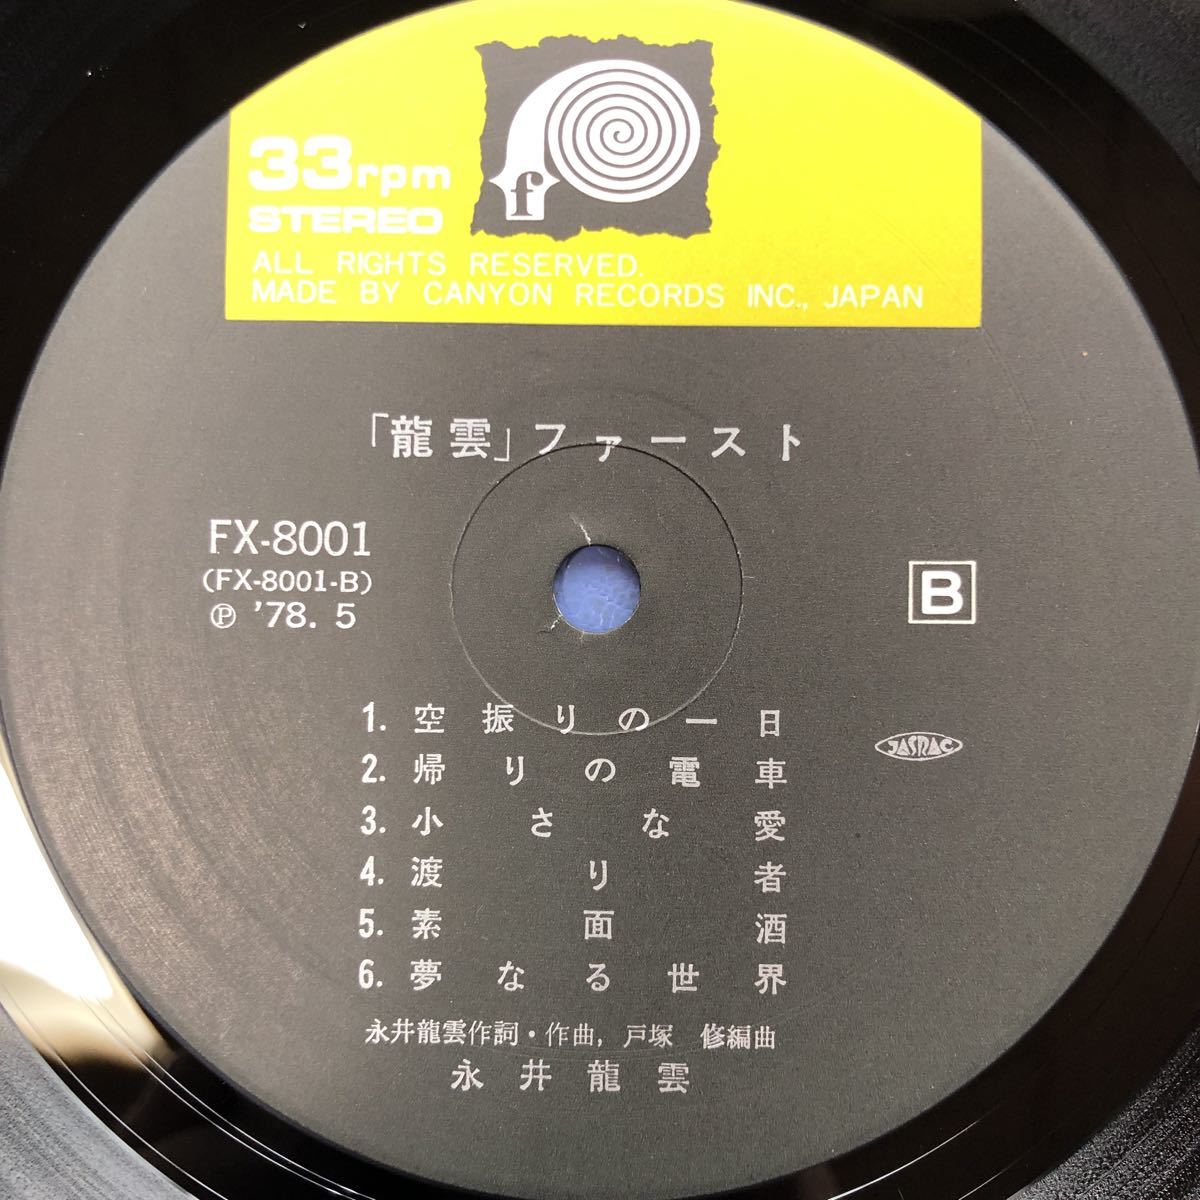 f
33rpm
STEREO
ALL RIGHTS RESERVED.
MADE BY CANYON RECORDS INC., JAPAN
「龍雲」ファースト
FX-8001
(FX-8001-B)
Ⓟ '78. 5
B
1. 空振りの一日
2. 帰りの電車
3. 小さな愛
4. 渡り者
5. 素面酒
6. 夢なる世界
JASRAC
永井龍雲作詞・作曲, 戸塚 修編曲
永井龍雲